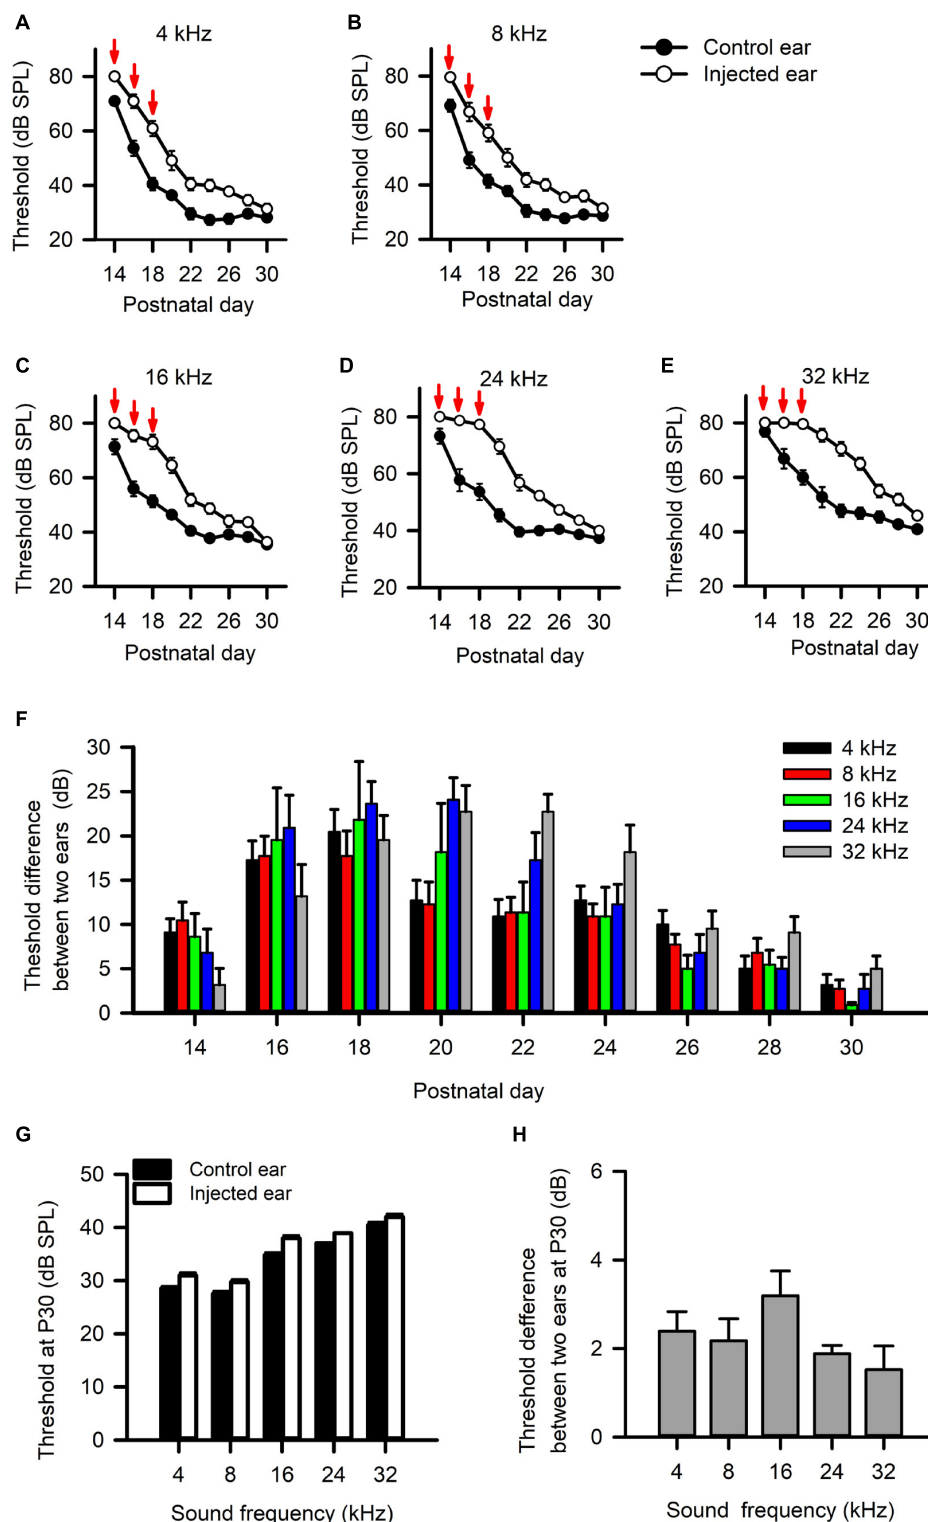 A
4 kHz
Threshold (dB SPL)
80
60
40
20
14 18 22 26 30
Postnatal day
B
8 kHz
Threshold (dB SPL)
80
60
40
20
14 18 22 26 30
Postnatal day
Control ear
Injected ear
C
16 kHz
Threshold (dB SPL)
80
60
40
20
14 18 22 26 30
Postnatal day
D
24 kHz
Threshold (dB SPL)
80
60
40
20
14 18 22 26 30
Postnatal day
E
32 kHz
Threshold (dB SPL)
80
60
40
20
14 18 22 26 30
Postnatal day
F
Theshold difference
between two ears (dB)
30
25
20
15
10
5
0
14 16 18 20 22 24 26 28 30
Postnatal day
4 kHz
8 kHz
16 kHz
24 kHz
32 kHz
G
Threshold at P30 (dB SPL)
50
40
30
20
10
0
4 8 16 24 32
Sound frequency (kHz)
Control ear
Injected ear
H
Threshold defference
between two ears at P30 (dB)
6
4
2
0
4 8 16 24 32
Sound frequency (kHz)